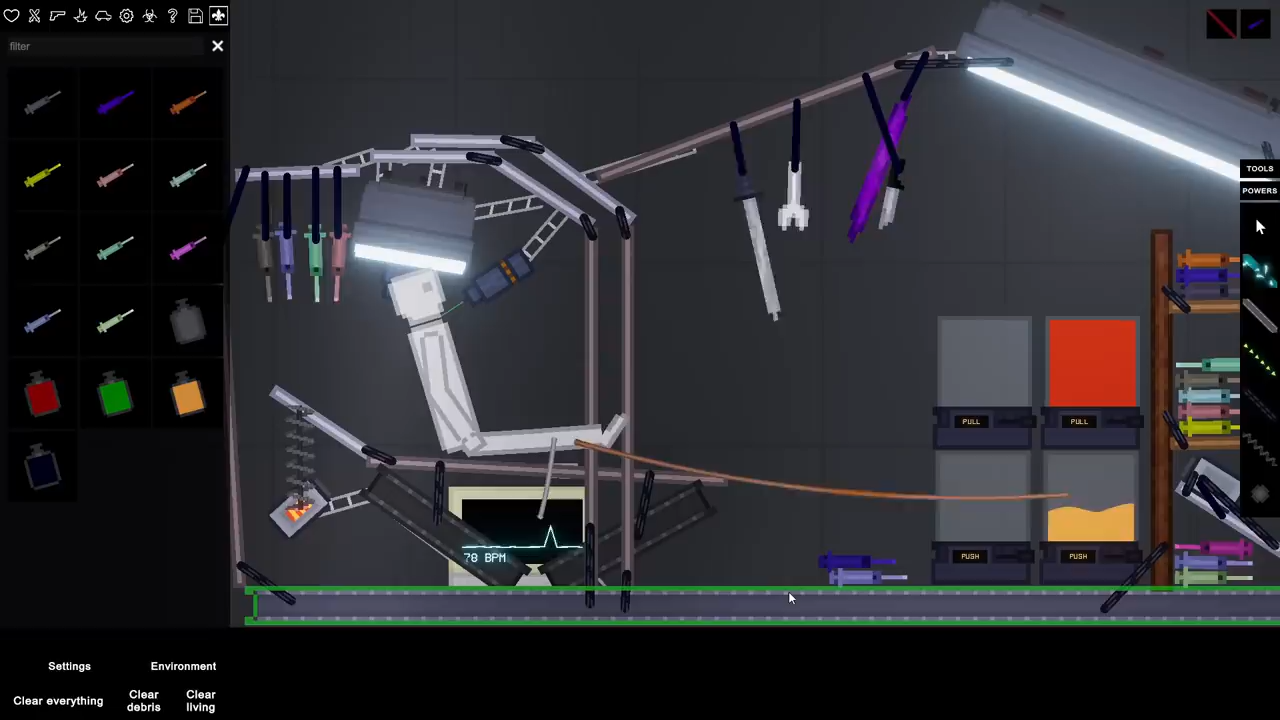 filter
TOOLS
POWERS
PULL
PULL
78 BPM
PUSH
PUSH
Settings
Environment
Clear everything
Clear debris
Clear living